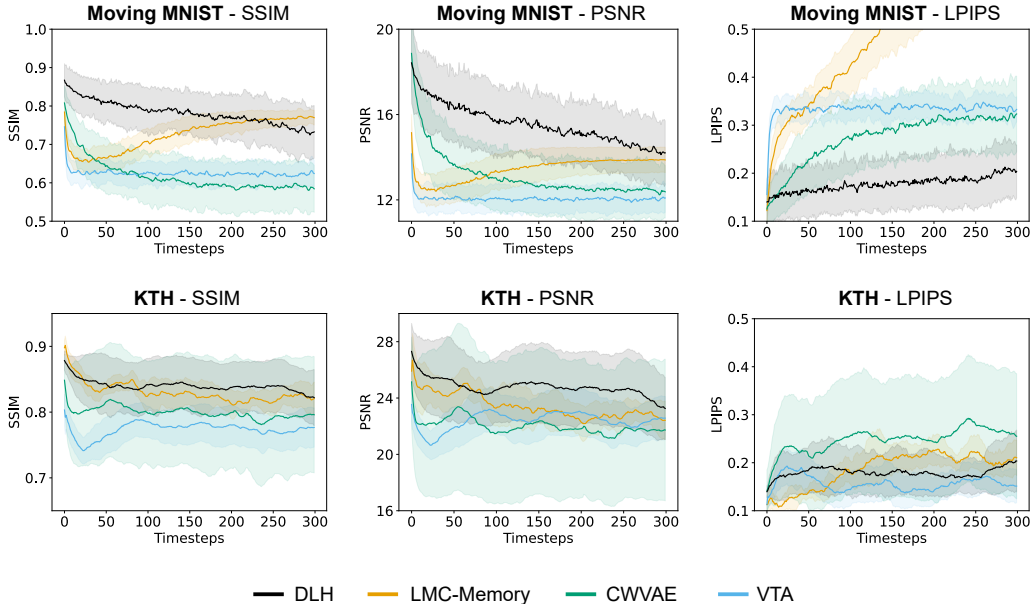 Moving MNIST - SSIM
1.0
0.9
0.8
0.7
0.6
0.5
SSIM
0 50 100 150 200 250 300
Timesteps
Moving MNIST - PSNR
20
16
12
PSNR
0 50 100 150 200 250 300
Timesteps
Moving MNIST - LPIPS
0.5
0.4
0.3
0.2
0.1
LPIPS
0 50 100 150 200 250 300
Timesteps
KTH - SSIM
0.9
0.8
0.7
SSIM
0 50 100 150 200 250 300
Timesteps
KTH - PSNR
28
24
20
16
PSNR
0 50 100 150 200 250 300
Timesteps
KTH - LPIPS
0.5
0.4
0.3
0.2
0.1
LPIPS
0 50 100 150 200 250 300
Timesteps
DLH LMC-Memory CWVAE VTA